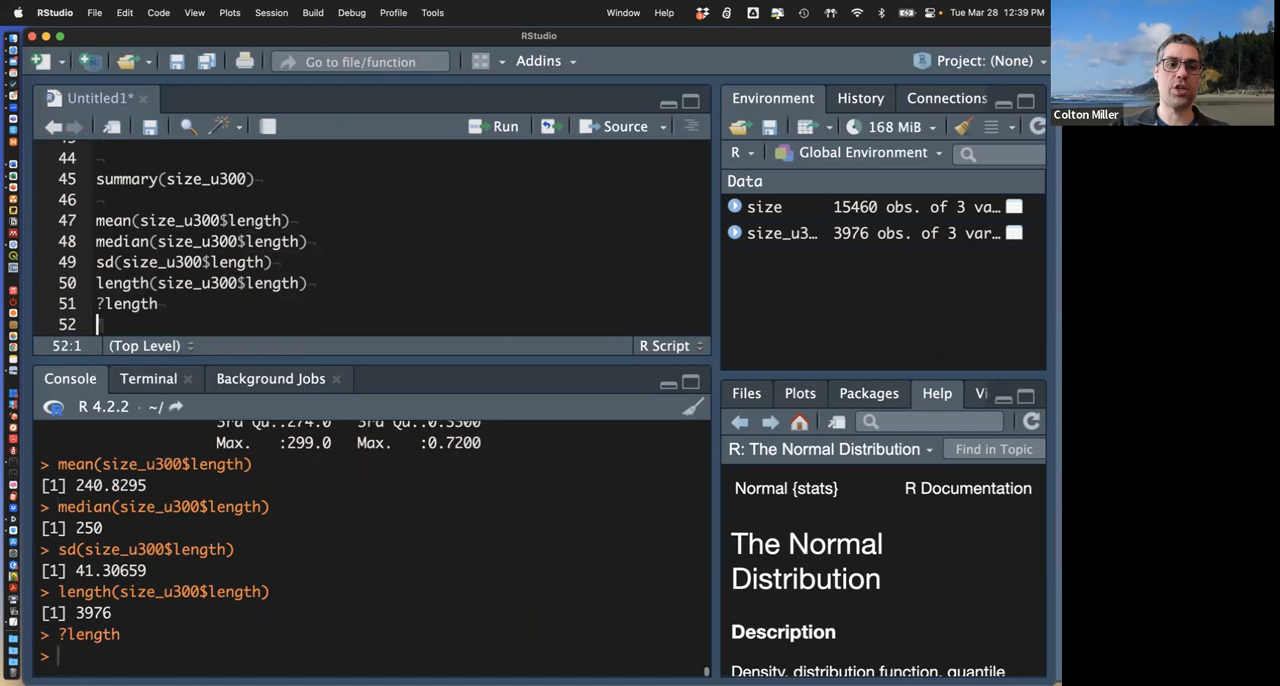 RStudio File Edit Code View Plots Session Build Debug Profile Tools Window Help Tue Mar 28 12:39 PM
RStudio
Go to file/function Addins Project: (None)
Untitled1*
Run Source
44
45 summary(size_u300)
46
47 mean(size_u300$length)
48 median(size_u300$length)
49 sd(size_u300$length)
50 length(size_u300$length)
51 ?length
52
52:1 (Top Level) R Script
Console Terminal Background Jobs
R 4.2.2 · ~/
Max. :299.0 Max. :0.7200
> mean(size_u300$length)
[1] 240.8295
> median(size_u300$length)
[1] 250
> sd(size_u300$length)
[1] 41.30659
> length(size_u300$length)
[1] 3976
> ?length
>
Environment History Connections
168 MiB
R Global Environment
Data
size 15460 obs. of 3 va…
size_u3… 3976 obs. of 3 var…
Files Plots Packages Help Vi
R: The Normal Distribution Find in Topic
Normal {stats} R Documentation
The Normal
Distribution
Description
Density, distribution function, quantile
Colton Miller